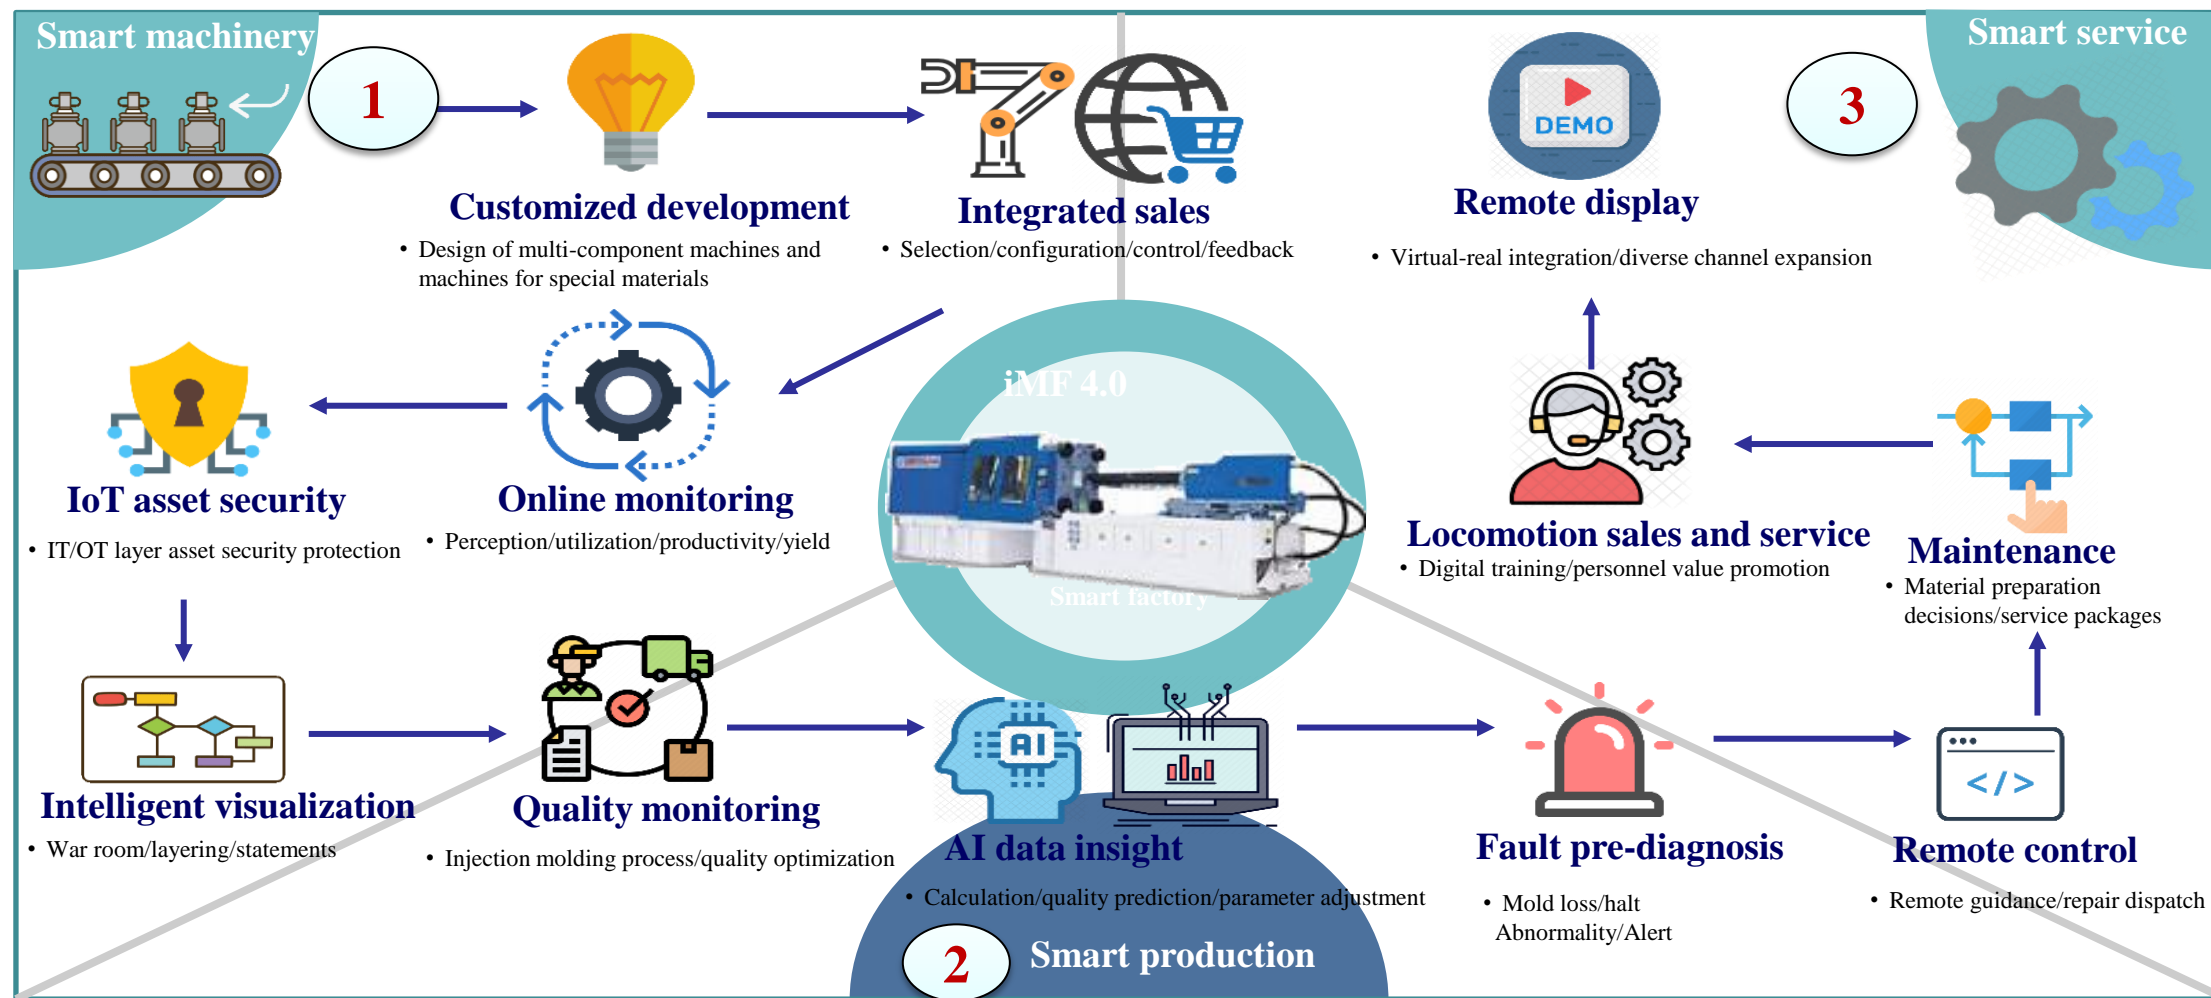 Smart machinery
1
Customized development
• Design of multi-component machines and
machines for special materials
Integrated sales
• Selection/configuration/control/feedback
DEMO
Remote display
• Virtual-real integration/diverse channel expansion
3
Smart service
IoT asset security
• IT/OT layer asset security protection
Online monitoring
• Perception/utilization/productivity/yield
iMF 4.0
Smart factory
Locomotion sales and service
• Digital training/personnel value promotion
Maintenance
• Material preparation
decisions/service packages
Intelligent visualization
• War room/layering/statements
Quality monitoring
• Injection molding process/quality optimization
AI
AI data insight
• Calculation/quality prediction/parameter adjustment
Fault pre-diagnosis
• Mold loss/halt
Abnormality/Alert
</>
Remote control
• Remote guidance/repair dispatch
2
Smart production